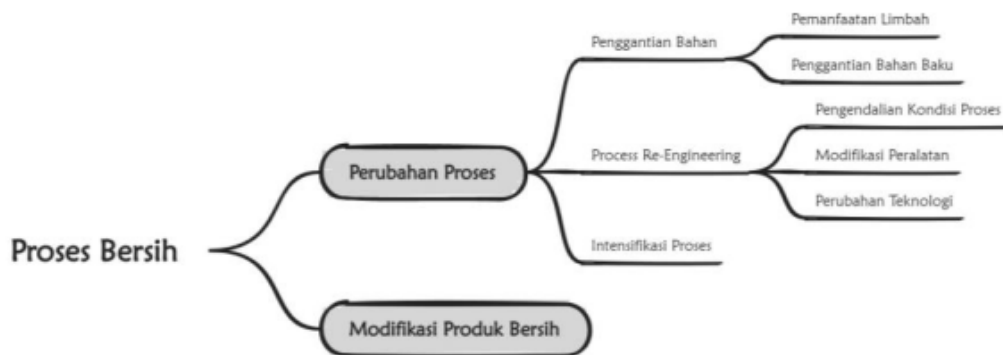 Proses Bersih
Perubahan Proses
Penggantian Bahan
Pemanfaatan Limbah
Penggantian Bahan Baku
Process Re-Engineering
Pengendalian Kondisi Proses
Modifikasi Peralatan
Perubahan Teknologi
Intensifikasi Proses
Modifikasi Produk Bersih